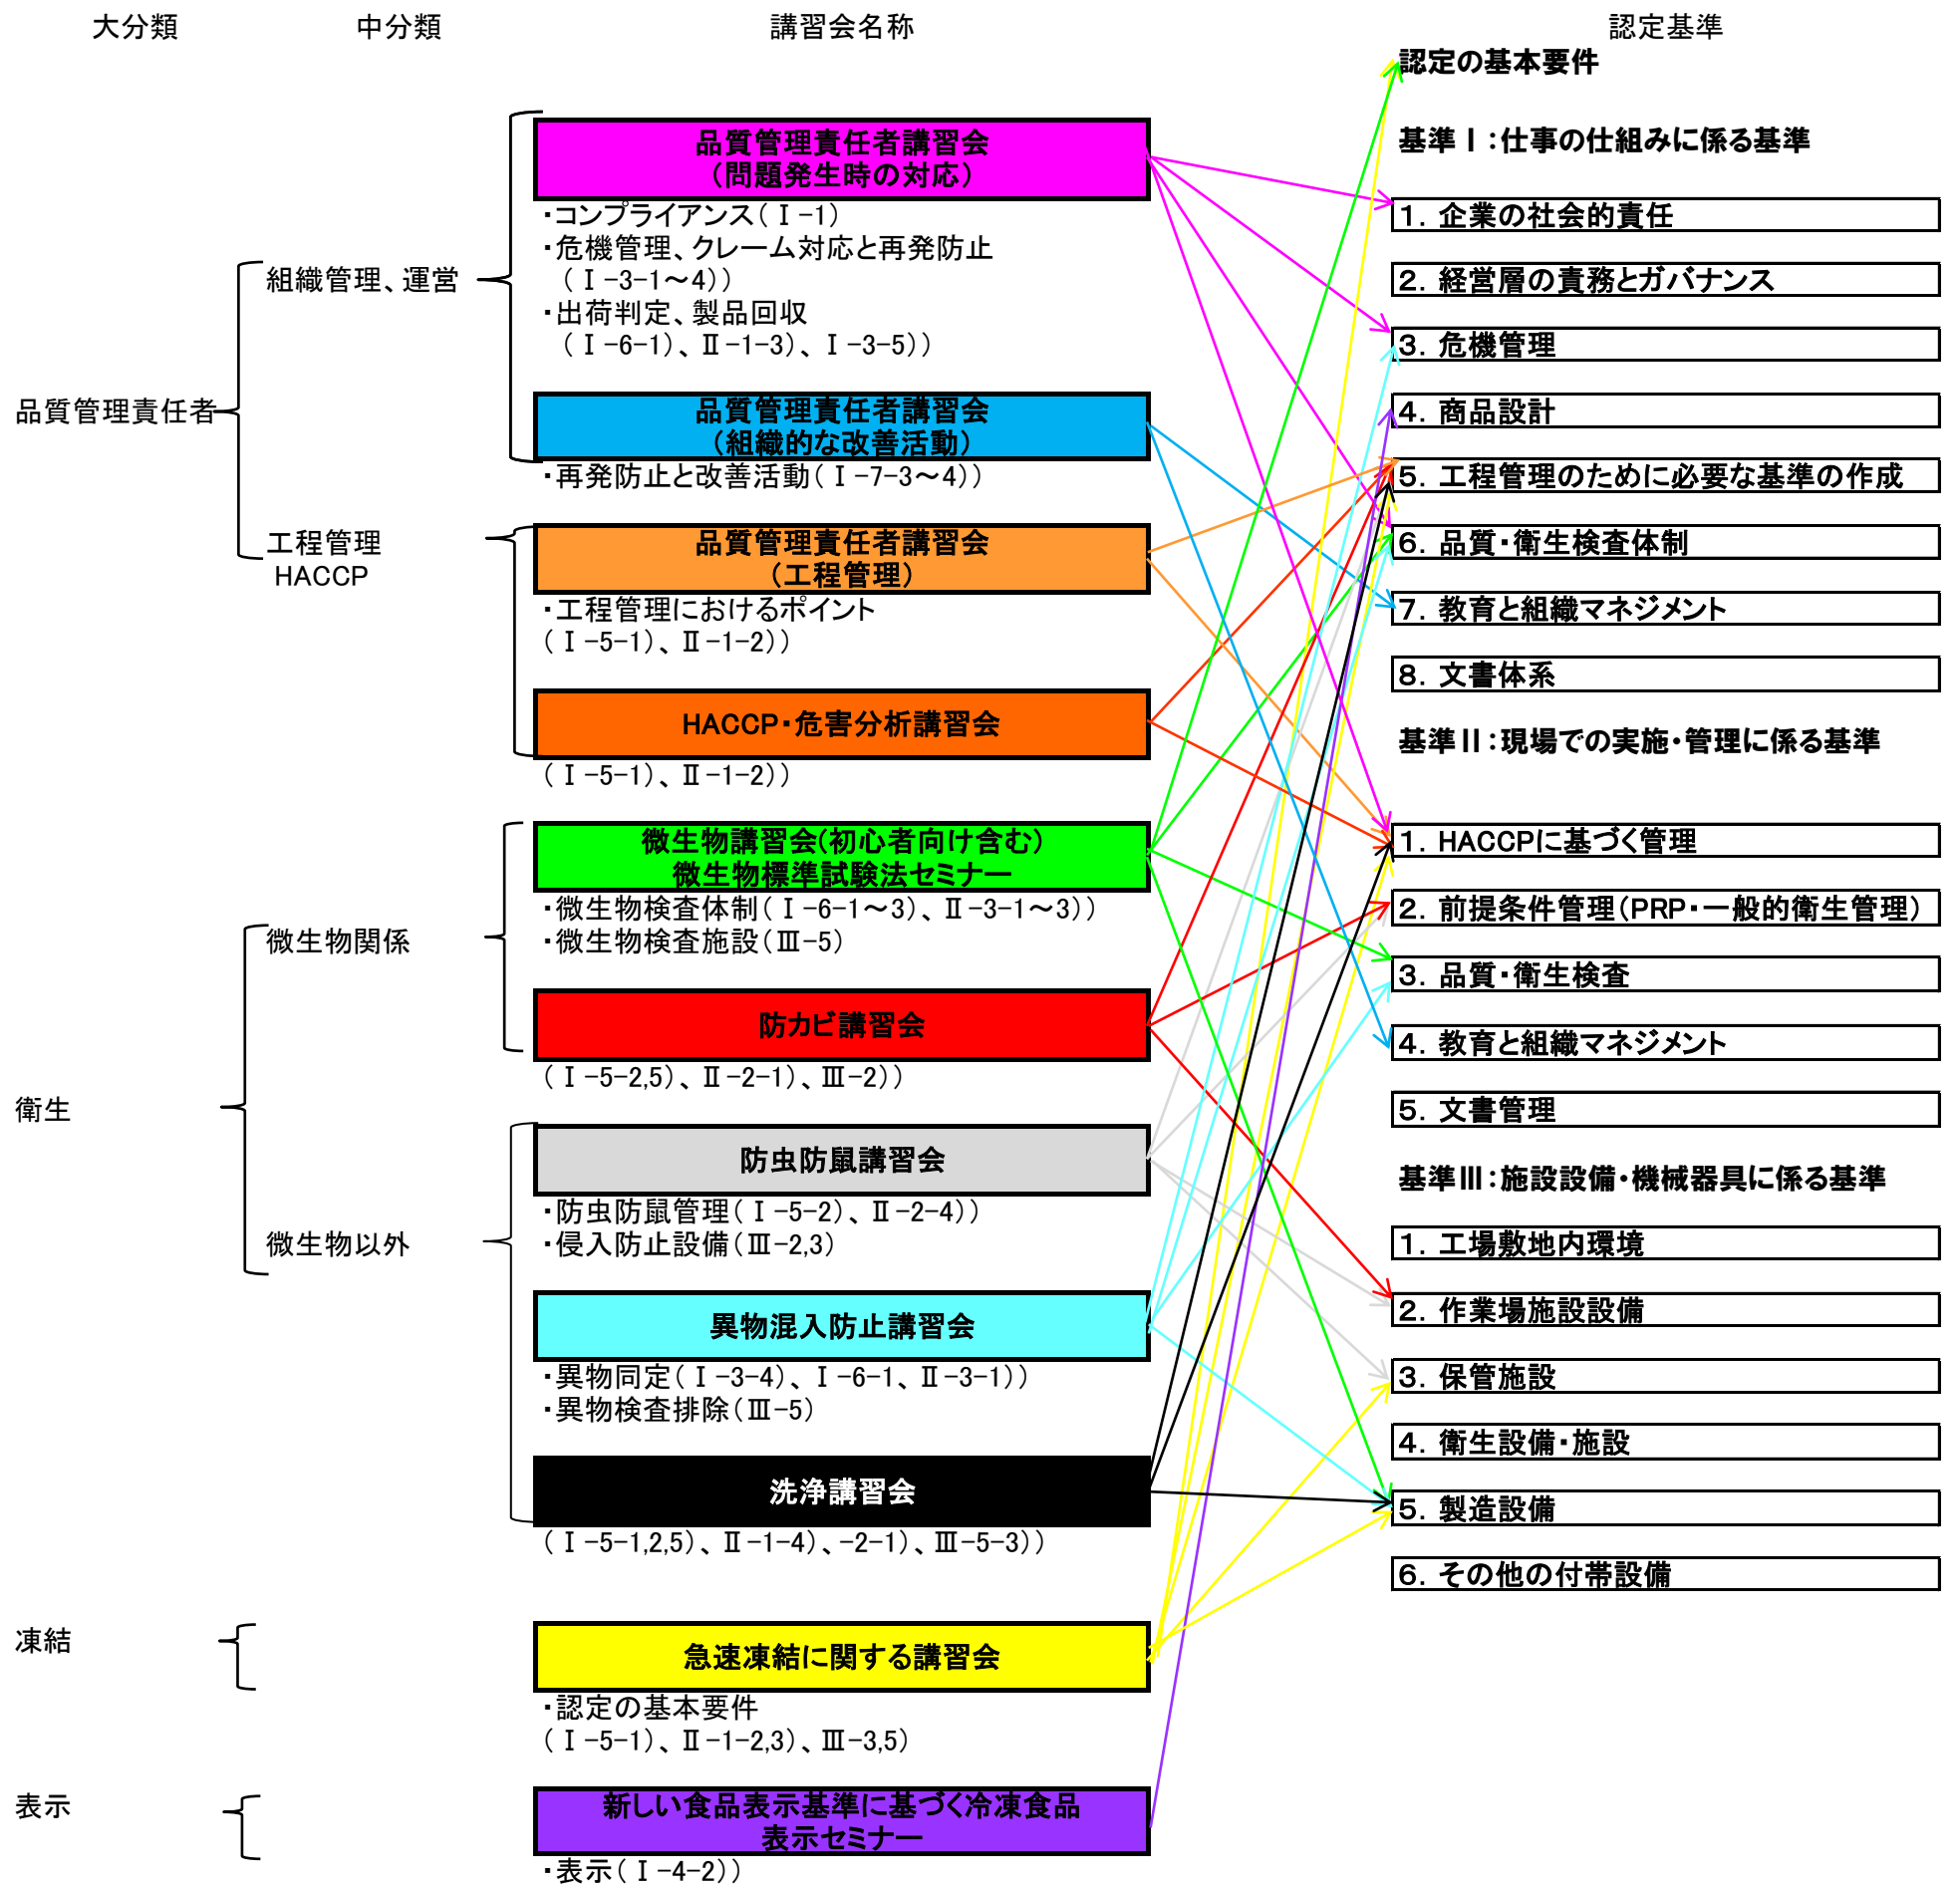 大分類
中分類
講習会名称
認定基準
品質管理責任者
組織管理、運営
工程管理
HACCP
衛生
微生物関係
微生物以外
凍結
表示
品質管理責任者講習会
（問題発生時の対応）
・コンプライアンス（Ⅰ-1）
・危機管理、クレーム対応と再発防止
（Ⅰ-3-1～4））
・出荷判定、製品回収
（Ⅰ-6-1）、Ⅱ-1-3）、Ⅰ-3-5））
品質管理責任者講習会
（組織的な改善活動）
・再発防止と改善活動（Ⅰ-7-3～4））
品質管理責任者講習会
（工程管理）
・工程管理におけるポイント
（Ⅰ-5-1）、Ⅱ-1-2））
HACCP・危害分析講習会
（Ⅰ-5-1）、Ⅱ-1-2））
微生物講習会(初心者向け含む）
微生物標準試験法セミナー
・微生物検査体制（Ⅰ-6-1～3）、Ⅱ-3-1～3））
・微生物検査施設（Ⅲ-5）
防カビ講習会
（Ⅰ-5-2,5）、Ⅱ-2-1）、Ⅲ-2））
防虫防鼠講習会
・防虫防鼠管理（Ⅰ-5-2）、Ⅱ-2-4））
・侵入防止設備（Ⅲ-2,3）
異物混入防止講習会
・異物同定（Ⅰ-3-4）、Ⅰ-6-1、Ⅱ-3-1））
・異物検査排除（Ⅲ-5）
洗浄講習会
（Ⅰ-5-1,2,5）、Ⅱ-1-4）、-2-1）、Ⅲ-5-3））
急速凍結に関する講習会
・認定の基本要件
（Ⅰ-5-1）、Ⅱ-1-2,3）、Ⅲ-3,5）
新しい食品表示基準に基づく冷凍食品
表示セミナー
・表示（Ⅰ-4-2））
認定の基本要件
基準Ⅰ：仕事の仕組みに係る基準
1．企業の社会的責任
2．経営層の責務とガバナンス
3．危機管理
4．商品設計
5．工程管理のために必要な基準の作成
6．品質・衛生検査体制
7．教育と組織マネジメント
8．文書体系
基準Ⅱ：現場での実施・管理に係る基準
1．HACCPに基づく管理
2．前提条件管理（PRP・一般的衛生管理）
3．品質・衛生検査
4．教育と組織マネジメント
5．文書管理
基準Ⅲ：施設設備・機械器具に係る基準
1．工場敷地内環境
2．作業場施設設備
3．保管施設
4．衛生設備・施設
5．製造設備
6．その他の付帯設備